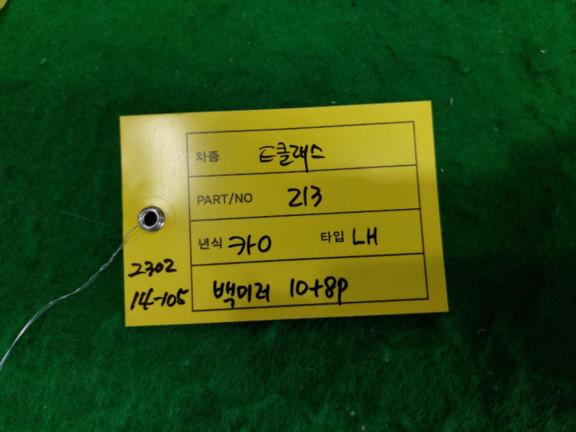 차종 E클래스
PART/NO 213
년식 카O 타입 LH
백미러 10+8P
2302
14-105